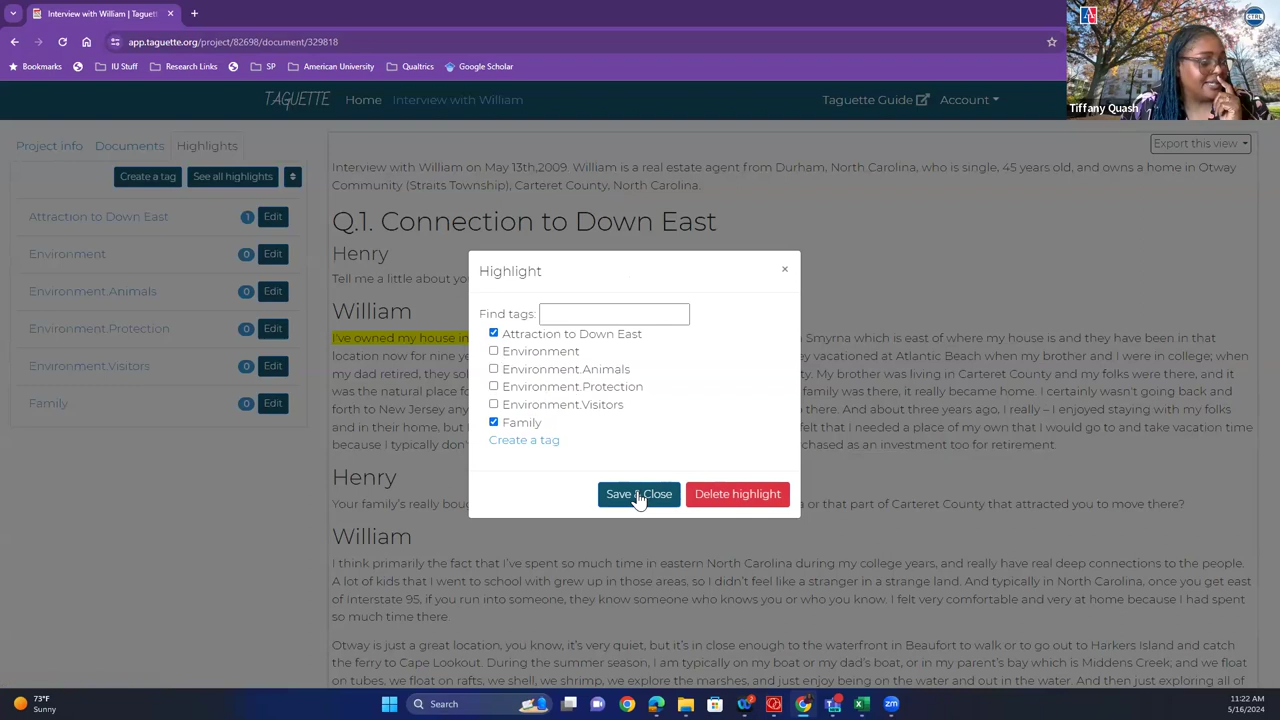 Interview with William | Taguett
app.taguette.org/project/82698/document/329818
Bookmarks
IU Stuff
Research Links
SP
American University
Qualtrics
Google Scholar
CTRL
Tiffany Quash
TAGUETTE
Home
Interview with William
Taguette Guide
Account
Project info
Documents
Highlights
Export this view
Create a tag
See all highlights
Attraction to Down East 1 Edit
Environment 0 Edit
Environment.Animals 0 Edit
Environment.Protection 0 Edit
Environment.Visitors 0 Edit
Family 0 Edit
Interview with William on May 13th,2009. William is a real estate agent from Durham, North Carolina, who is single, 45 years old, and owns a home in Otway
Community (Straits Township), Carteret County, North Carolina.
Q.1. Connection to Down East
Henry
Tell me a little about yo
William
I've owned my house in
Smyrna which is east of where my house is and they have been in that
location now for nine ye
y vacationed at Atlantic Beach when my brother and I were in college; when
my dad retired, they sol
My brother was living in Carteret County and my folks were there, and it
was the natural place fo
family was there, it really became home. I certainly wasn't going back and
forth to New Jersey any
there. And about three years ago, I really – I enjoyed staying with my folks
and in their home, but
felt that I needed a place of my own that I would go to and take vacation time
because I typically don'
chased as an investment too for retirement.
Henry
Your family's really bound
a or that part of Carteret County that attracted you to move there?
William
I think primarily the fact that I've spent so much time in eastern North Carolina during my college years, and really have real deep connections to the people.
A lot of kids that I went to school with grew up in those areas, so I didn't feel like a stranger in a strange land. And typically in North Carolina, once you get east
of Interstate 95, if you run into someone, they know someone who knows you or who you know. I felt very comfortable and very at home because I had spent
so much time there.
Otway is just a great location, you know, it's very quiet, but it's in close enough to the waterfront in Beaufort to walk or to go out to Harkers Island and catch
the ferry to Cape Lookout. During the summer season, I am typically on my boat or my dad's boat, or in my parent's bay which is Middens Creek; and we float
on tubes, we float on rafts, we shell, we shrimp, we explore the marshes, and just enjoy being on the water and out in the water. And then just exploring all of
Highlight
×
Find tags:
Attraction to Down East
Environment
Environment.Animals
Environment.Protection
Environment.Visitors
Family
Create a tag
Save & Close
Delete highlight
73°F
Sunny
Search
11:22 AM
5/16/2024